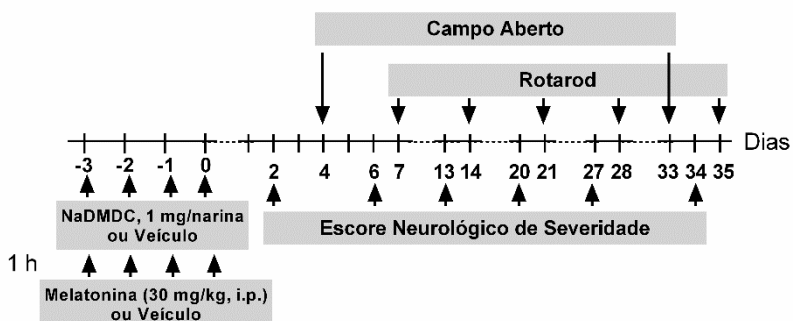 Campo Aberto
Rotarod
Dias
-3 -2 -1 0 2 4 6 7 13 14 20 21 27 28 33 34 35
NaDMDC, 1 mg/narina
ou Veículo
Escore Neurológico de Severidade
1 h
Melatonina (30 mg/kg, i.p.)
ou Veículo